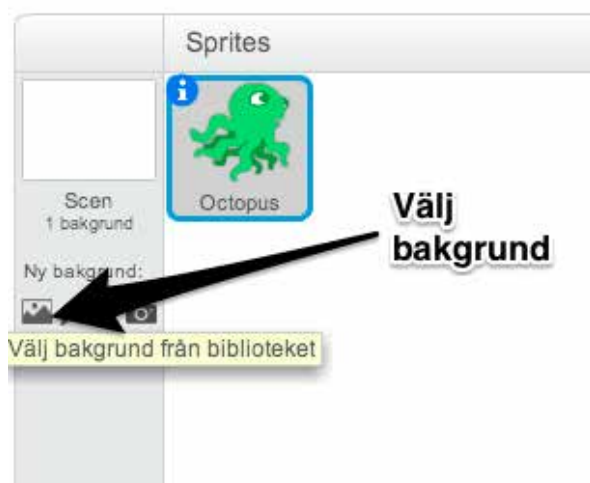 Sprites
i
Octopus
Scen
1 bakgrund
Välj
bakgrund
Ny bakgrund:
Välj bakgrund från biblioteket